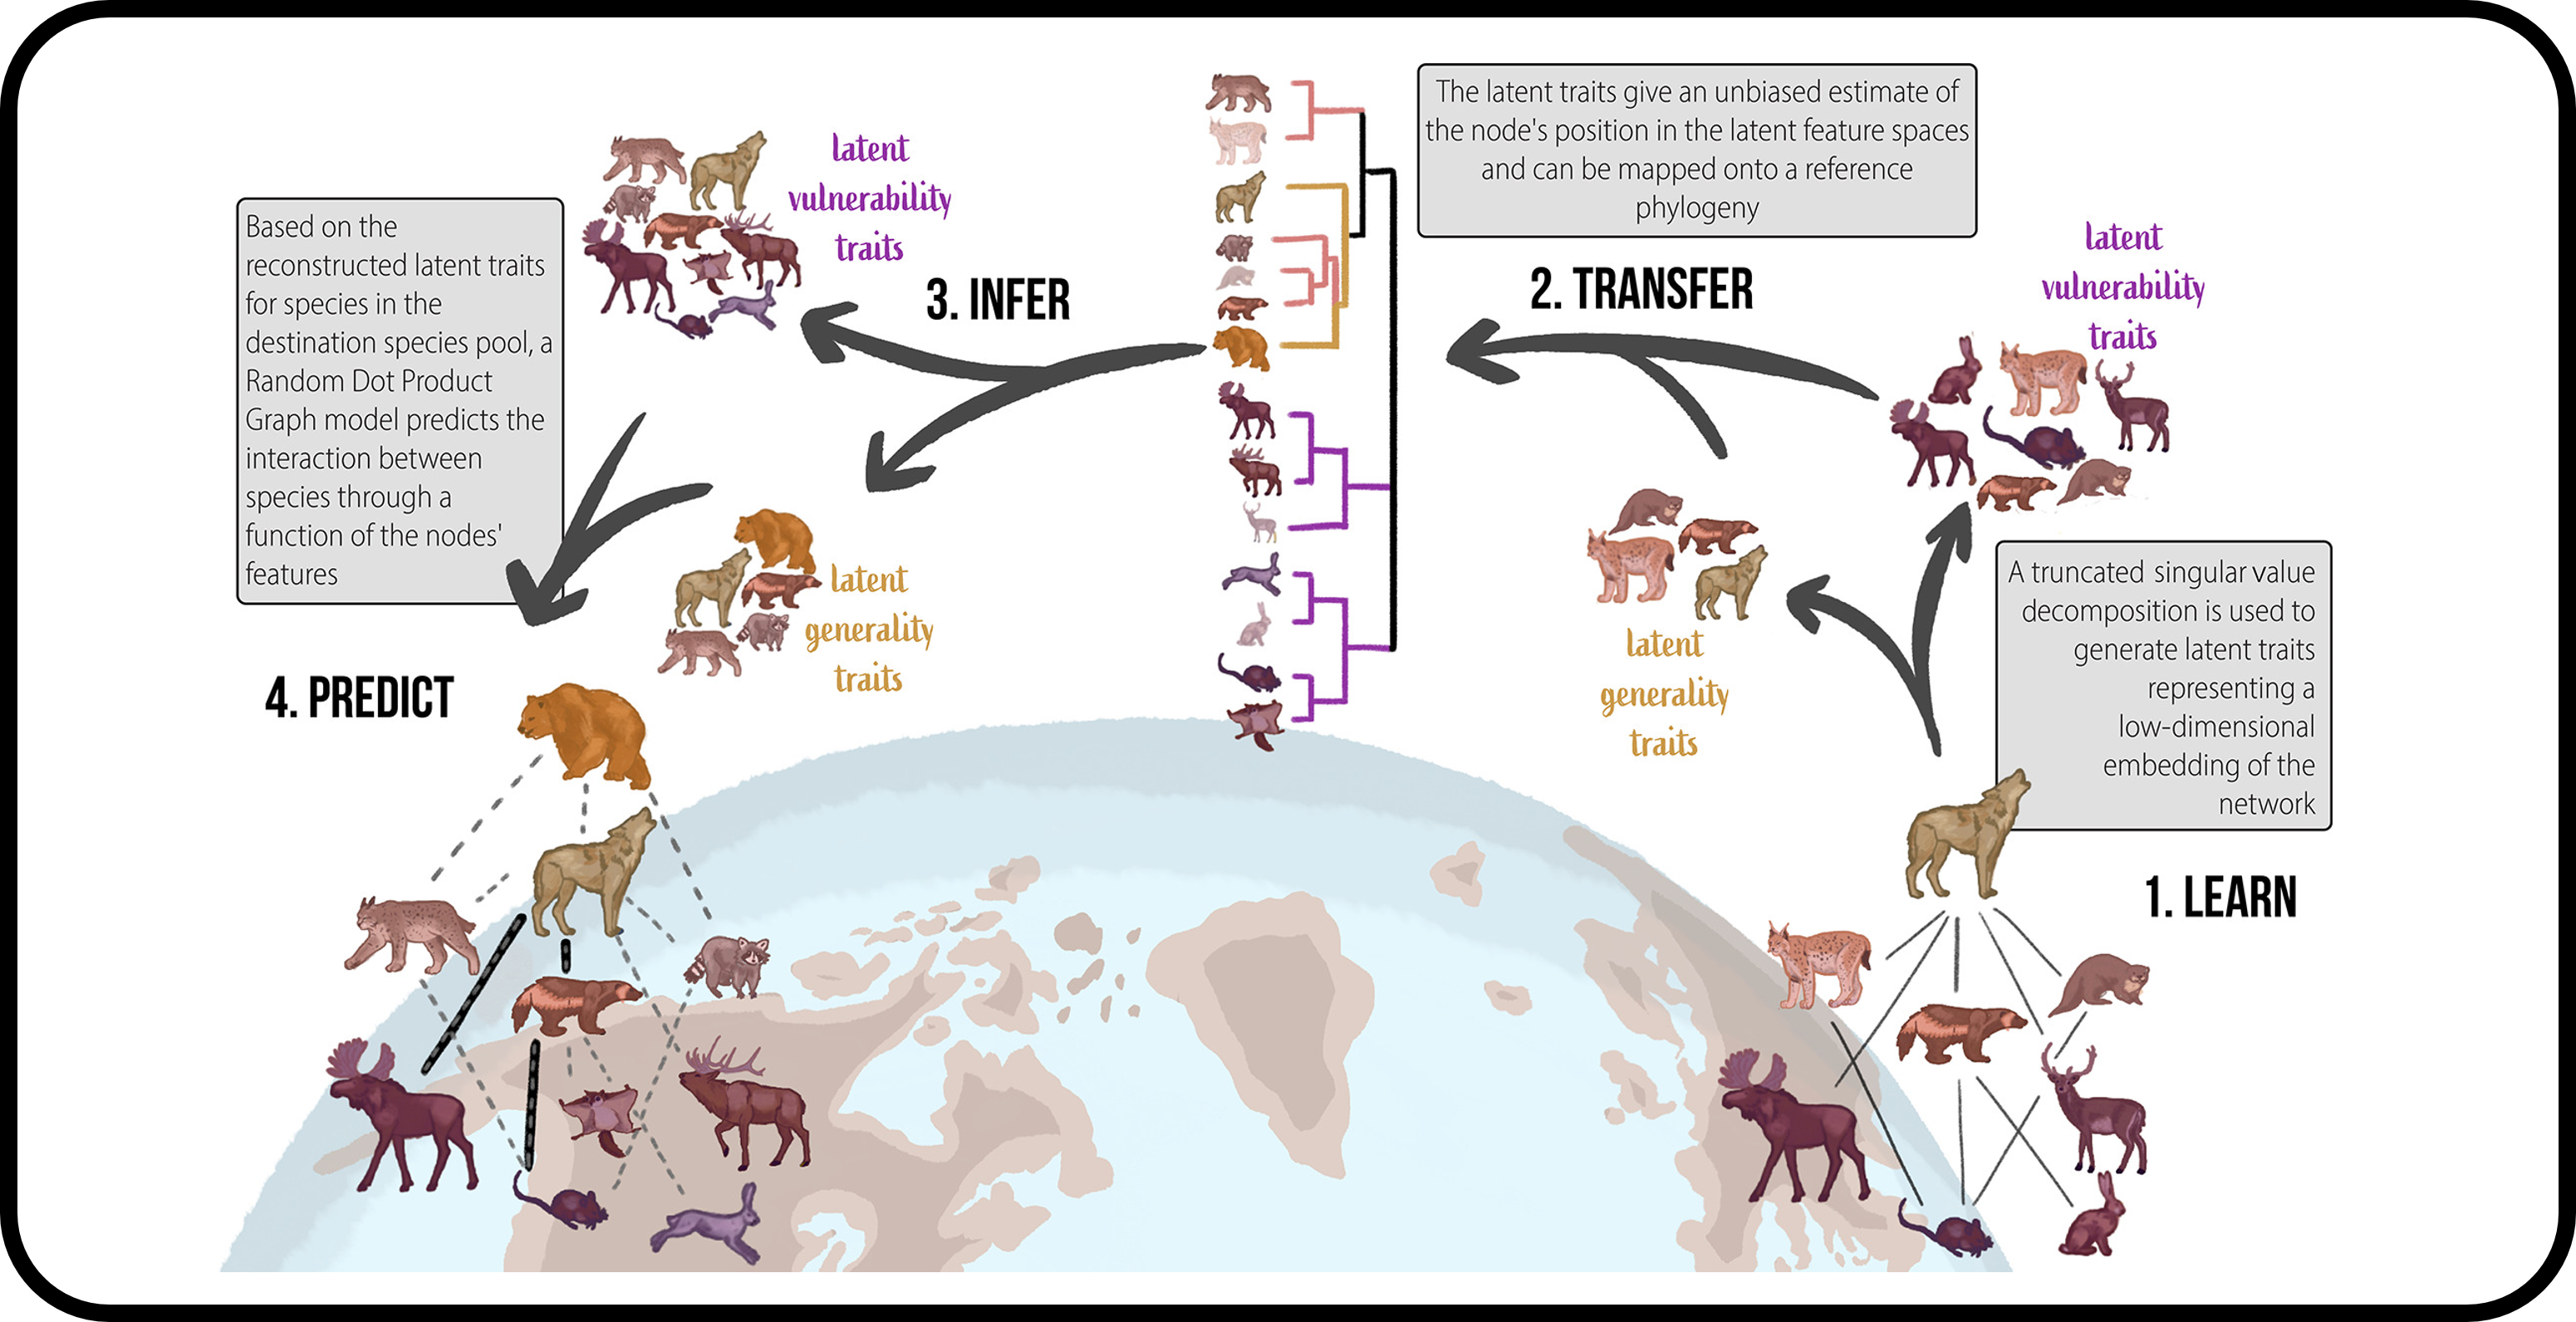 The latent traits give an unbiased estimate of
the node's position in the latent feature spaces
and can be mapped onto a reference
phylogeny
latent
vulnerability
traits
3. INFER
2. TRANSFER
latent
vulnerability
traits
Based on the
reconstructed latent traits
for species in the
destination species pool, a
Random Dot Product
Graph model predicts the
interaction between
species through a
function of the nodes'
features
latent
generality
traits
latent
generality
traits
A truncated singular value
decomposition is used to
generate latent traits
representing a
low-dimensional
embedding of the
network
4. PREDICT
1. LEARN